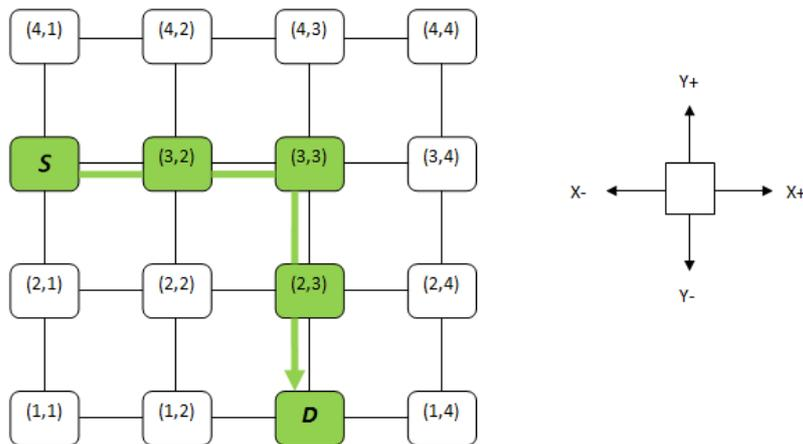 (4,1) (4,2) (4,3) (4,4)
Y+
S (3,2) (3,3) (3,4)
X- X+
(2,1) (2,2) (2,3) (2,4)
Y-
(1,1) (1,2) D (1,4)